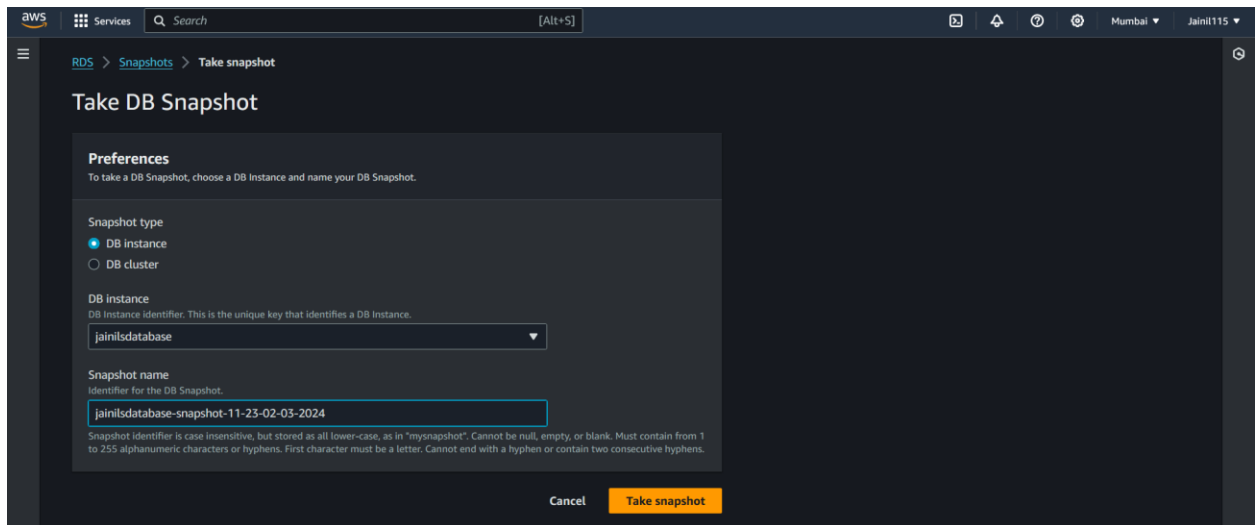 aws Services Search [Alt+S] Mumbai ▼ Jainil115 ▼
RDS > Snapshots > Take snapshot
Take DB Snapshot
Preferences
To take a DB Snapshot, choose a DB Instance and name your DB Snapshot.
Snapshot type
DB instance
DB cluster
DB instance
DB Instance identifier. This is the unique key that identifies a DB Instance.
jainilsdatabase
Snapshot name
Identifier for the DB Snapshot.
jainilsdatabase-snapshot-11-23-02-03-2024
Snapshot identifier is case insensitive, but stored as all lower-case, as in "mysnapshot". Cannot be null, empty, or blank. Must contain from 1
to 255 alphanumeric characters or hyphens. First character must be a letter. Cannot end with a hyphen or contain two consecutive hyphens.
Cancel Take snapshot